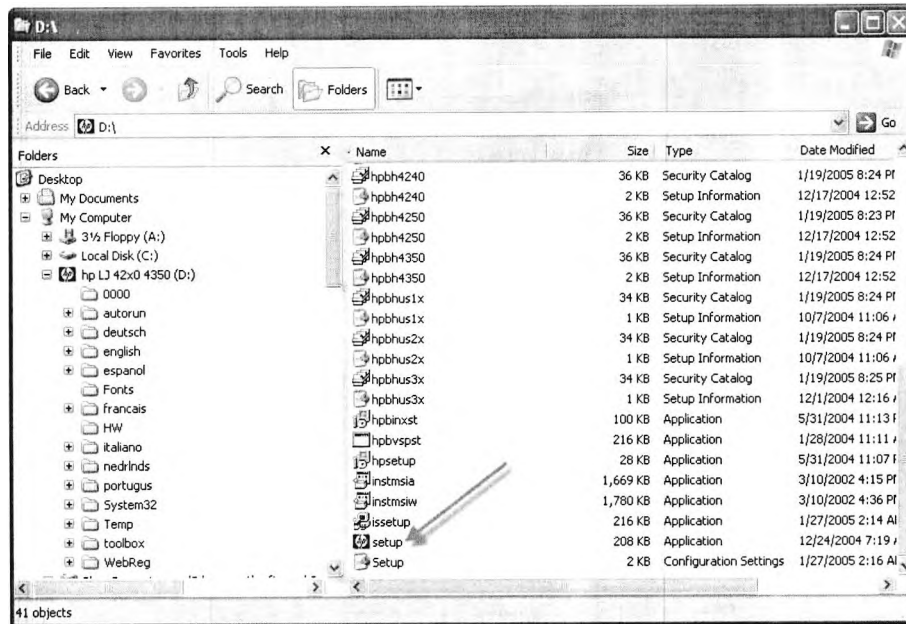 D:\
File Edit View Favorites Tools Help
Back Search Folders
Address D:\ Go
Folders X
Desktop
My Documents
My Computer
3½ Floppy (A:)
Local Disk (C:)
hp LJ 42x0 4350 (D:)
0000
autorun
deutsch
english
espanol
Fonts
francais
HW
italiano
nedrlnds
portugus
System32
Temp
toolbox
WebReg
Name Size Type Date Modified
hpbh4240 36 KB Security Catalog 1/19/2005 8:24 PM
hpbh4240 2 KB Setup Information 12/17/2004 12:52
hpbh4250 36 KB Security Catalog 1/19/2005 8:23 PM
hpbh4250 2 KB Setup Information 12/17/2004 12:52
hpbh4350 36 KB Security Catalog 1/19/2005 8:24 PM
hpbh4350 2 KB Setup Information 12/17/2004 12:52
hpbhus1x 34 KB Security Catalog 1/19/2005 8:24 PM
hpbhus1x 1 KB Setup Information 10/7/2004 11:06
hpbhus2x 34 KB Security Catalog 1/19/2005 8:24 PM
hpbhus2x 1 KB Setup Information 10/7/2004 11:06
hpbhus3x 34 KB Security Catalog 1/19/2005 8:25 PM
hpbhus3x 1 KB Setup Information 12/1/2004 12:16
hpbinxst 100 KB Application 5/31/2004 11:13
hpbvspst 216 KB Application 1/28/2004 11:11
hpsetup 28 KB Application 5/31/2004 11:07
instmsia 1,669 KB Application 3/10/2002 4:15 PM
instmsiw 1,780 KB Application 3/10/2002 4:36 PM
issetup 216 KB Application 1/27/2005 2:14 AM
setup 208 KB Application 12/24/2004 7:19
Setup 2 KB Configuration Settings 1/27/2005 2:16 AM
41 objects